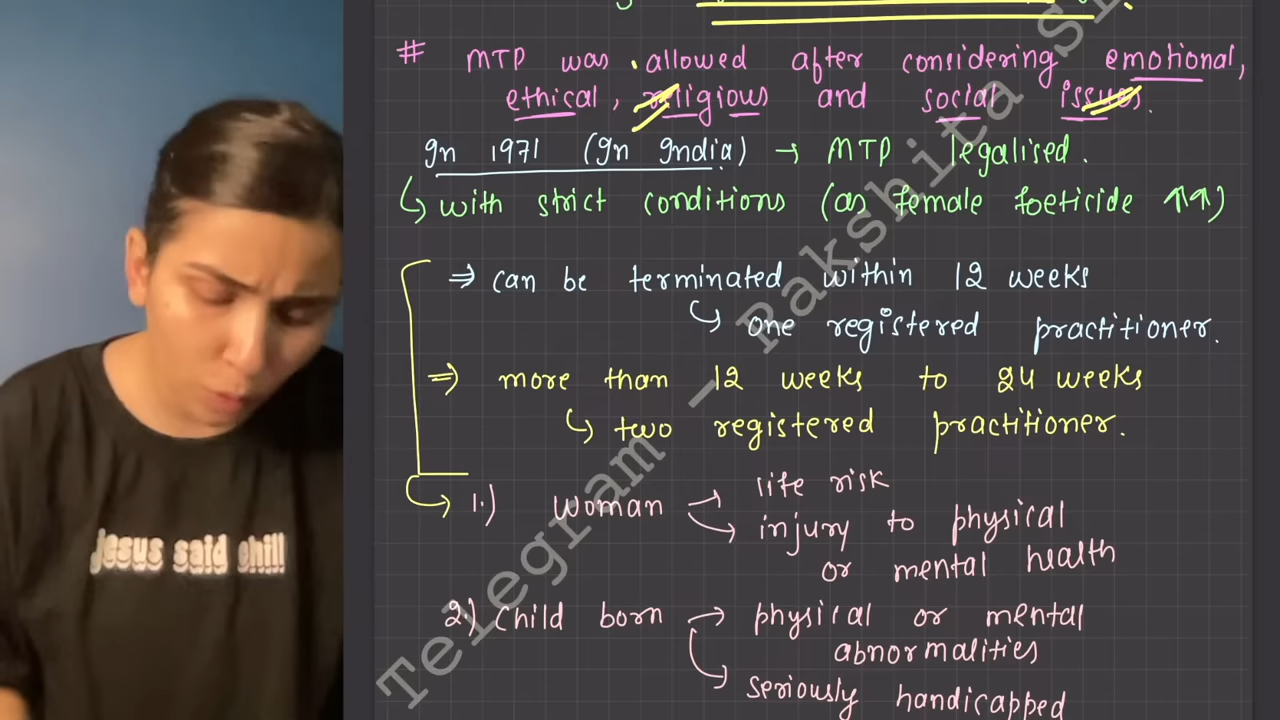 # MTP was allowed after considering emotional,
ethical, religious and social issues.
In 1971 (In India) → MTP legalised.
↳ with strict conditions (as female foeticide ↑↑)
⇒ can be terminated within 12 weeks
↳ one registered practitioner.
⇒ more than 12 weeks to 24 weeks
↳ two registered practitioner.
↳ 1.) Woman → life risk
→ injury to physical
or mental health
2.) Child born → physical or mental
abnormalities
↳ seriously handicapped
Jesus said chill
Telegram - Rakshita